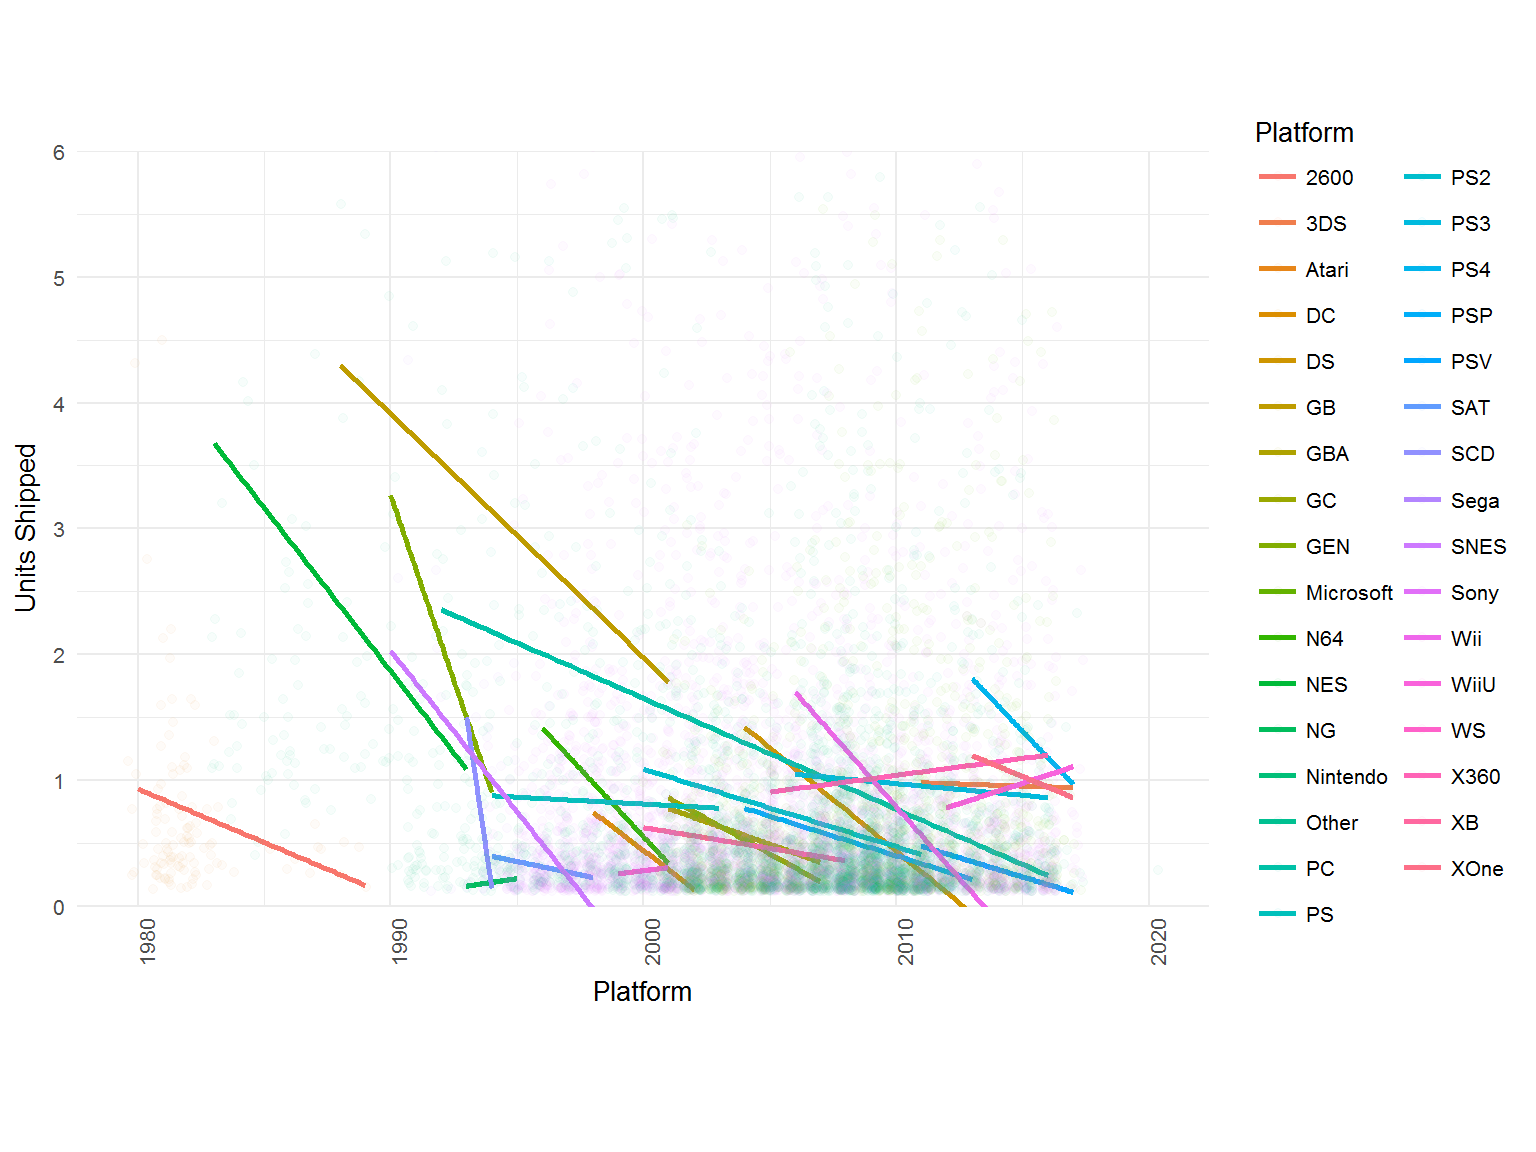 Platform
2600
3DS
Atari
DC
DS
GB
GBA
GC
GEN
Microsoft
N64
NES
NG
Nintendo
Other
PC
PS
PS2
PS3
PS4
PSP
PSV
SAT
SCD
Sega
SNES
Sony
Wii
WiiU
WS
X360
XB
XOne
Units Shipped
6
5
4
3
2
1
0
1980
1990
2000
2010
2020
Platform